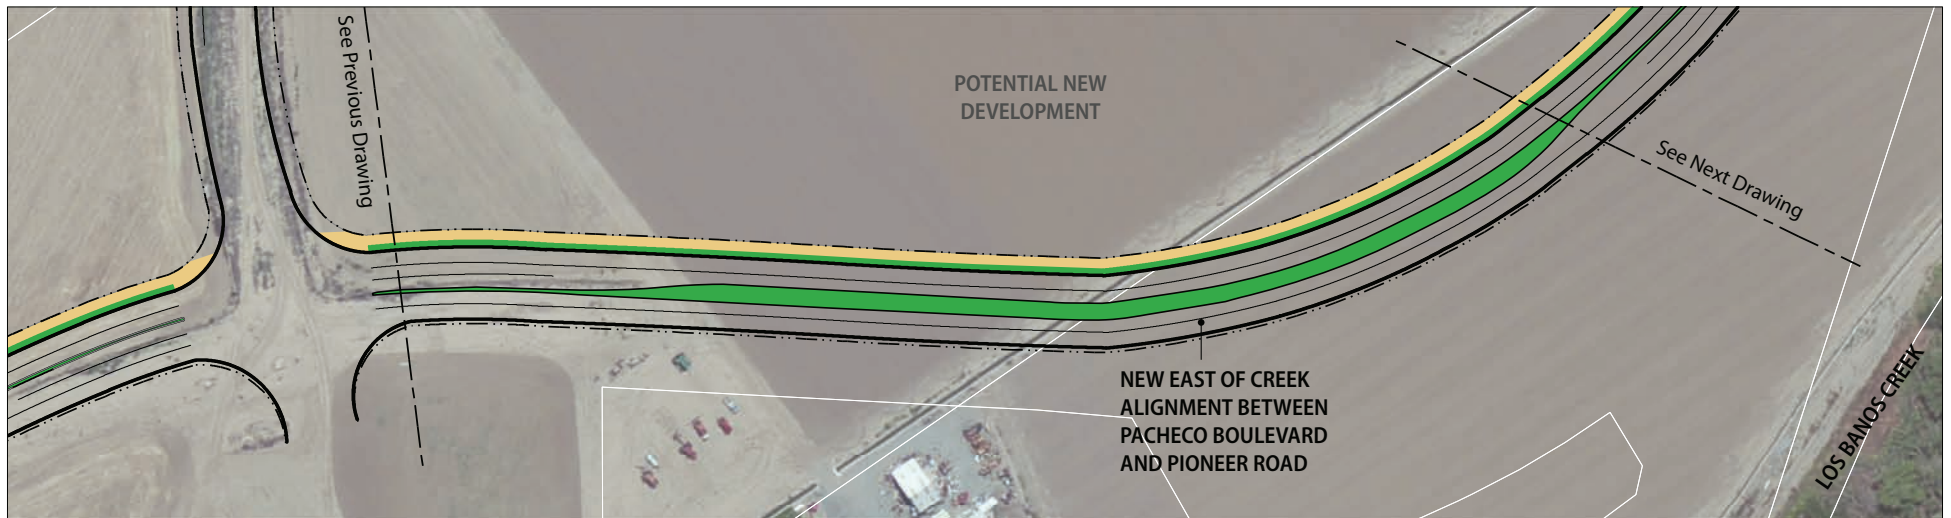 See Previous Drawing
POTENTIAL NEW
DEVELOPMENT
See Next Drawing
NEW EAST OF CREEK
ALIGNMENT BETWEEN
PACHECO BOULEVARD
AND PIONEER ROAD
LOS BANOS CREEK